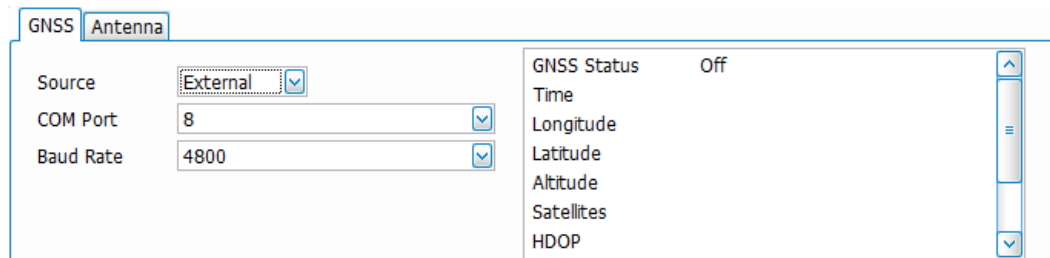 GNSS Antenna
Source External
COM Port 8
Baud Rate 4800
GNSS Status Off
Time
Longitude
Latitude
Altitude
Satellites
HDOP